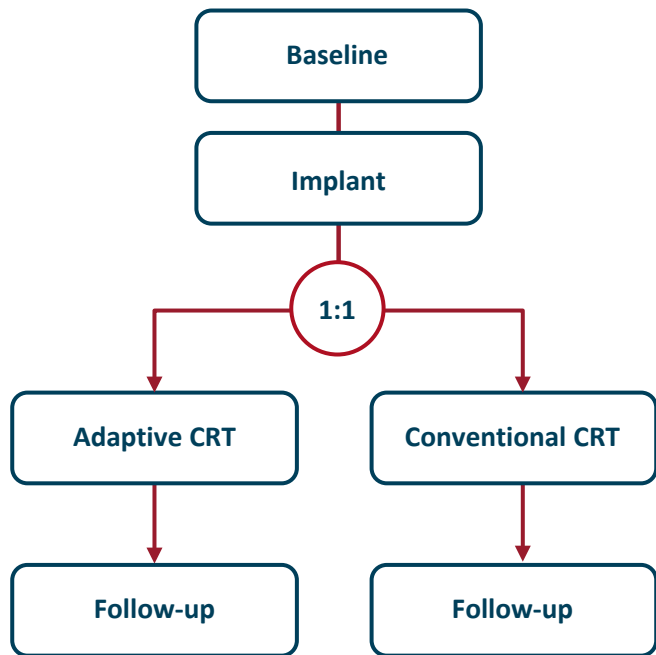 Baseline
Implant
1:1
Adaptive CRT
Conventional CRT
Follow-up
Follow-up